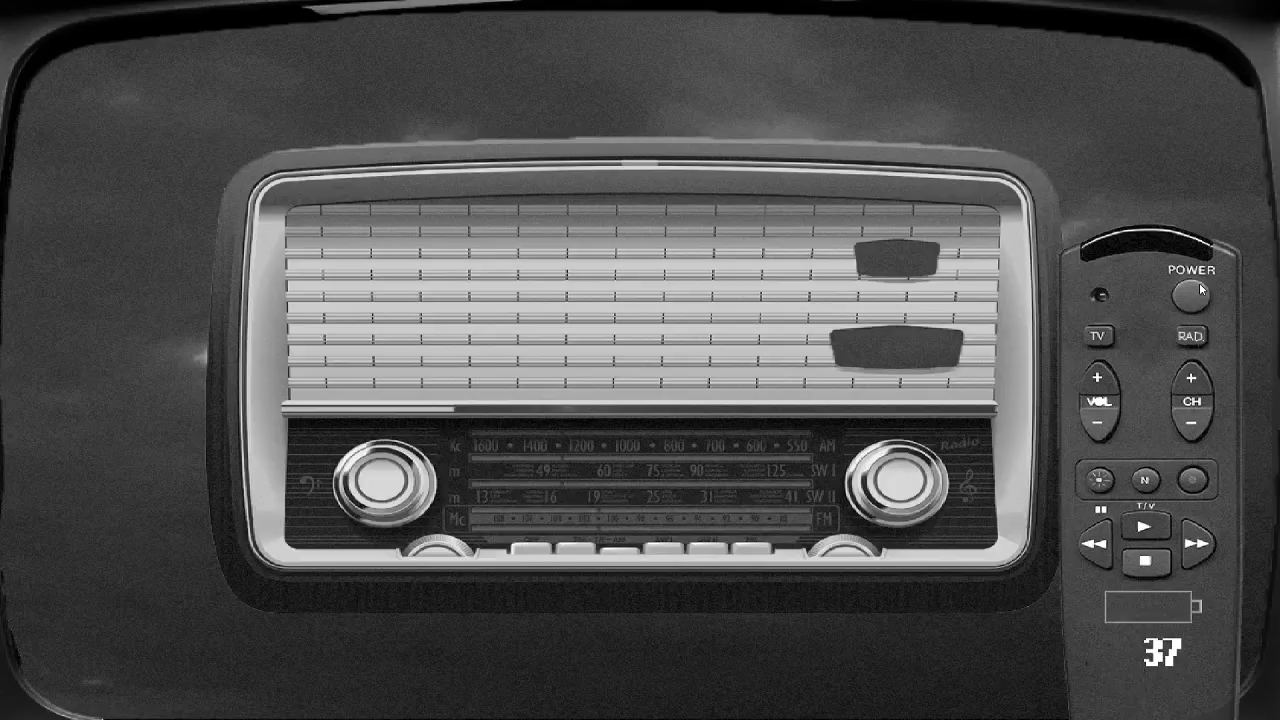 POWER
TV RAD.
+ +
VOL CH
- -
N
T/V
37
Kc 1600 • 1400 • 1200 • 1000 • 800 • 700 • 600 • 550 AM
Radio
m 49 60 75 90 125 SW I
m 13 16 19 25 31 41 SW II
Mc FM